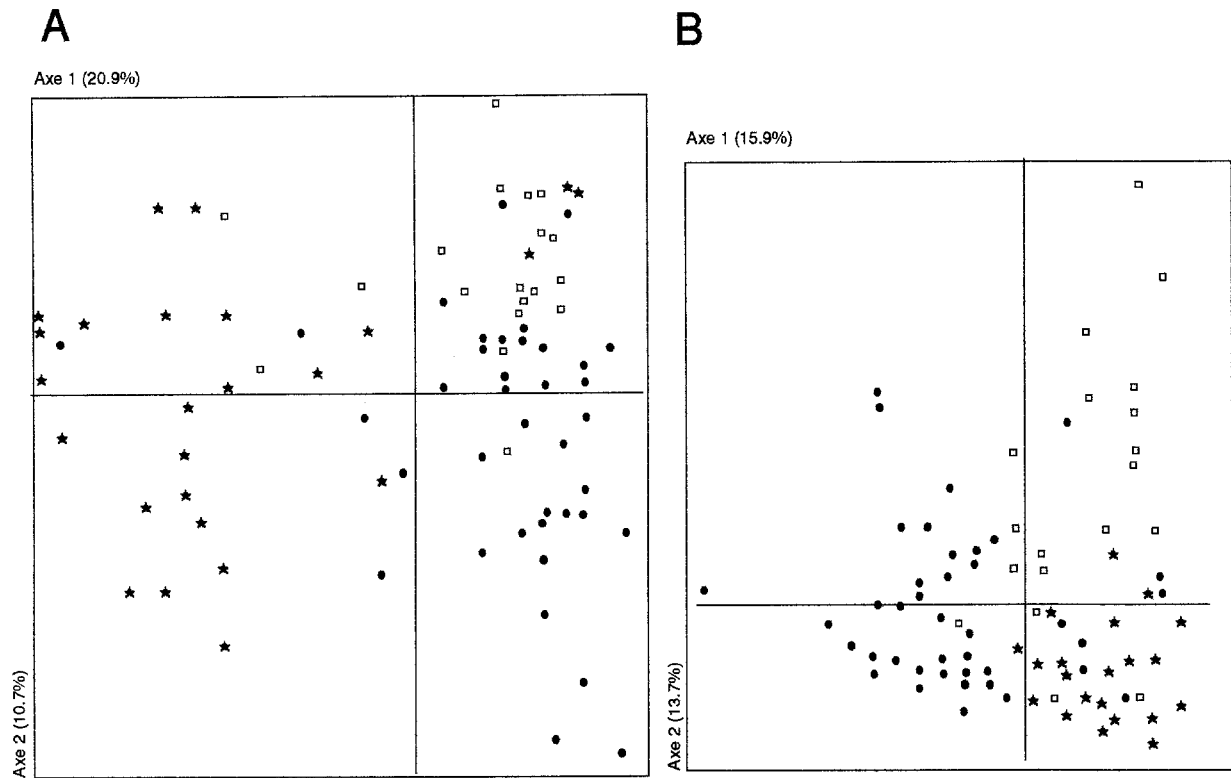 A
Axe 1 (20.9%)
Axe 2 (10.7%)
B
Axe 1 (15.9%)
Axe 2 (13.7%)